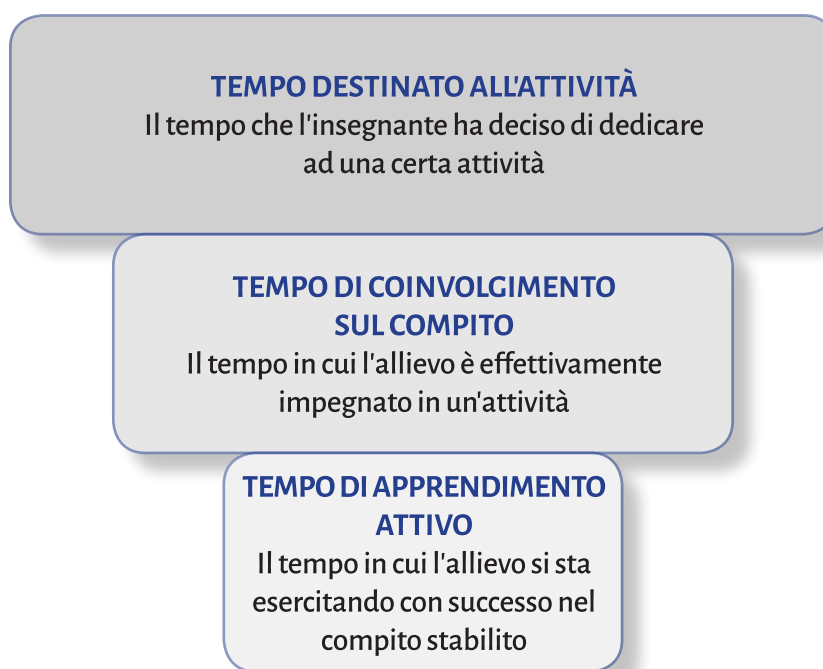 TEMPO DESTINATO ALL'ATTIVITÀ
Il tempo che l'insegnante ha deciso di dedicare
ad una certa attività
TEMPO DI COINVOLGIMENTO
SUL COMPITO
Il tempo in cui l'allievo è effettivamente
impegnato in un'attività
TEMPO DI APPRENDIMENTO
ATTIVO
Il tempo in cui l'allievo si sta
esercitando con successo nel
compito stabilito